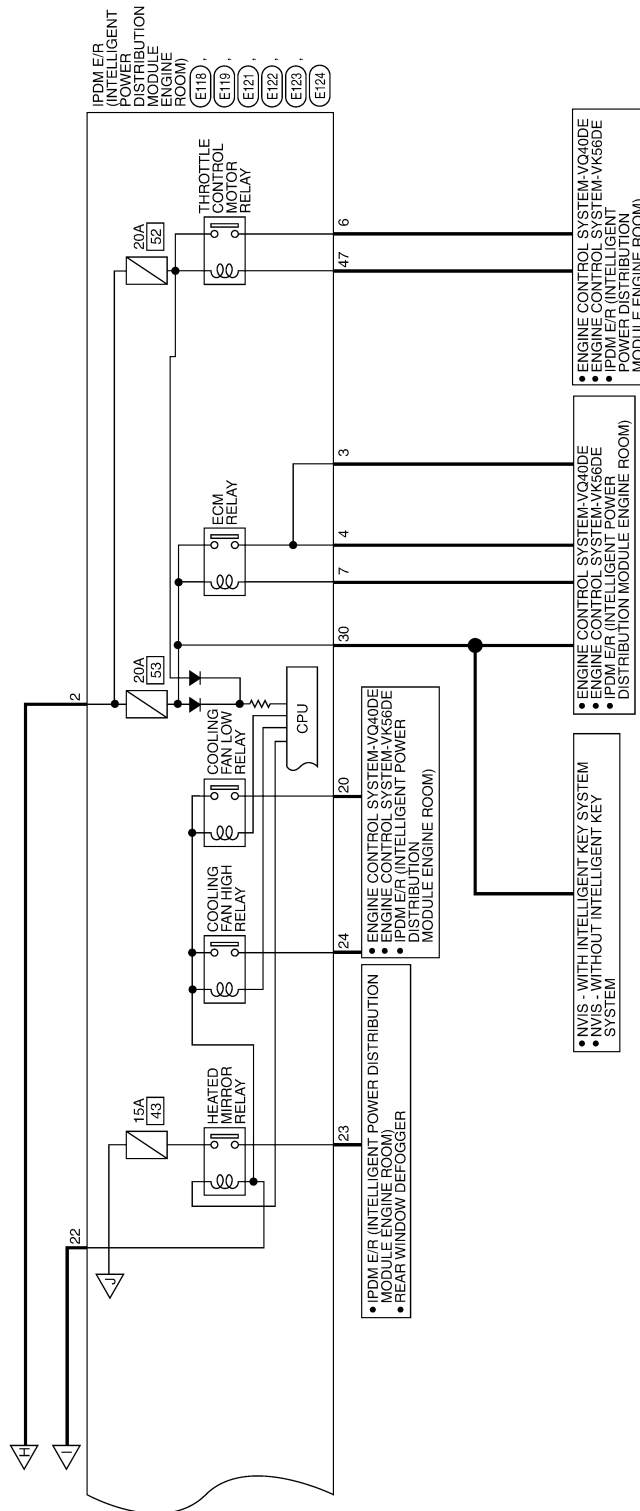 IPDM E/R
(INTELLIGENT
POWER
DISTRIBUTION
MODULE
ENGINE
ROOM)
E118 ,
E119 ,
E121 ,
E122 ,
E123 ,
E124
H
2
I
22
J
15A
43
HEATED
MIRROR
RELAY
COOLING
FAN HIGH
RELAY
COOLING
FAN LOW
RELAY
CPU
20A
53
ECM
RELAY
20A
52
THROTTLE
CONTROL
MOTOR
RELAY
23
24
20
30
7
4
3
47
6
• IPDM E/R (INTELLIGENT POWER DISTRIBUTION
MODULE ENGINE ROOM)
• REAR WINDOW DEFOGGER
• ENGINE CONTROL SYSTEM-VQ40DE
• ENGINE CONTROL SYSTEM-VK56DE
• IPDM E/R (INTELLIGENT POWER
DISTRIBUTION
MODULE ENGINE ROOM)
• NVIS - WITH INTELLIGENT KEY SYSTEM
• NVIS - WITHOUT INTELLIGENT KEY
SYSTEM
• ENGINE CONTROL SYSTEM-VQ40DE
• ENGINE CONTROL SYSTEM-VK56DE
• IPDM E/R (INTELLIGENT POWER
DISTRIBUTION MODULE ENGINE ROOM)
• ENGINE CONTROL SYSTEM-VQ40DE
• ENGINE CONTROL SYSTEM-VK56DE
• IPDM E/R (INTELLIGENT
POWER DISTRIBUTION
MODULE ENGINE ROOM)